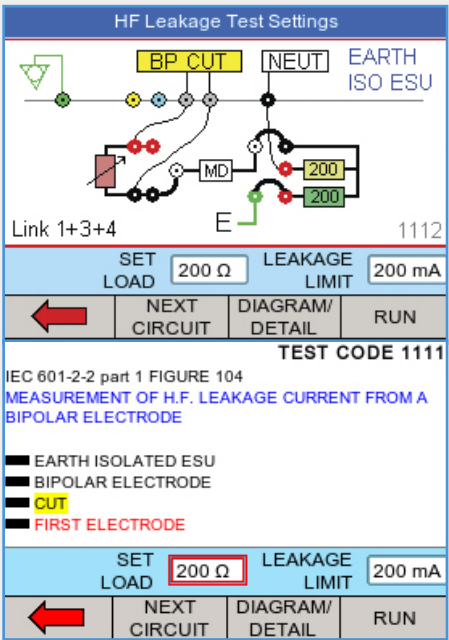 HF Leakage Test Settings
BP CUT NEUT EARTH
ISO ESU
MD
200
200
E
Link 1+3+4 1112
SET LOAD 200 Ω LEAKAGE LIMIT 200 mA
NEXT CIRCUIT DIAGRAM/ DETAIL RUN
TEST CODE 1111
IEC 601-2-2 part 1 FIGURE 104
MEASUREMENT OF H.F. LEAKAGE CURRENT FROM A
BIPOLAR ELECTRODE
EARTH ISOLATED ESU
BIPOLAR ELECTRODE
CUT
FIRST ELECTRODE
SET LOAD 200 Ω LEAKAGE LIMIT 200 mA
NEXT CIRCUIT DIAGRAM/ DETAIL RUN